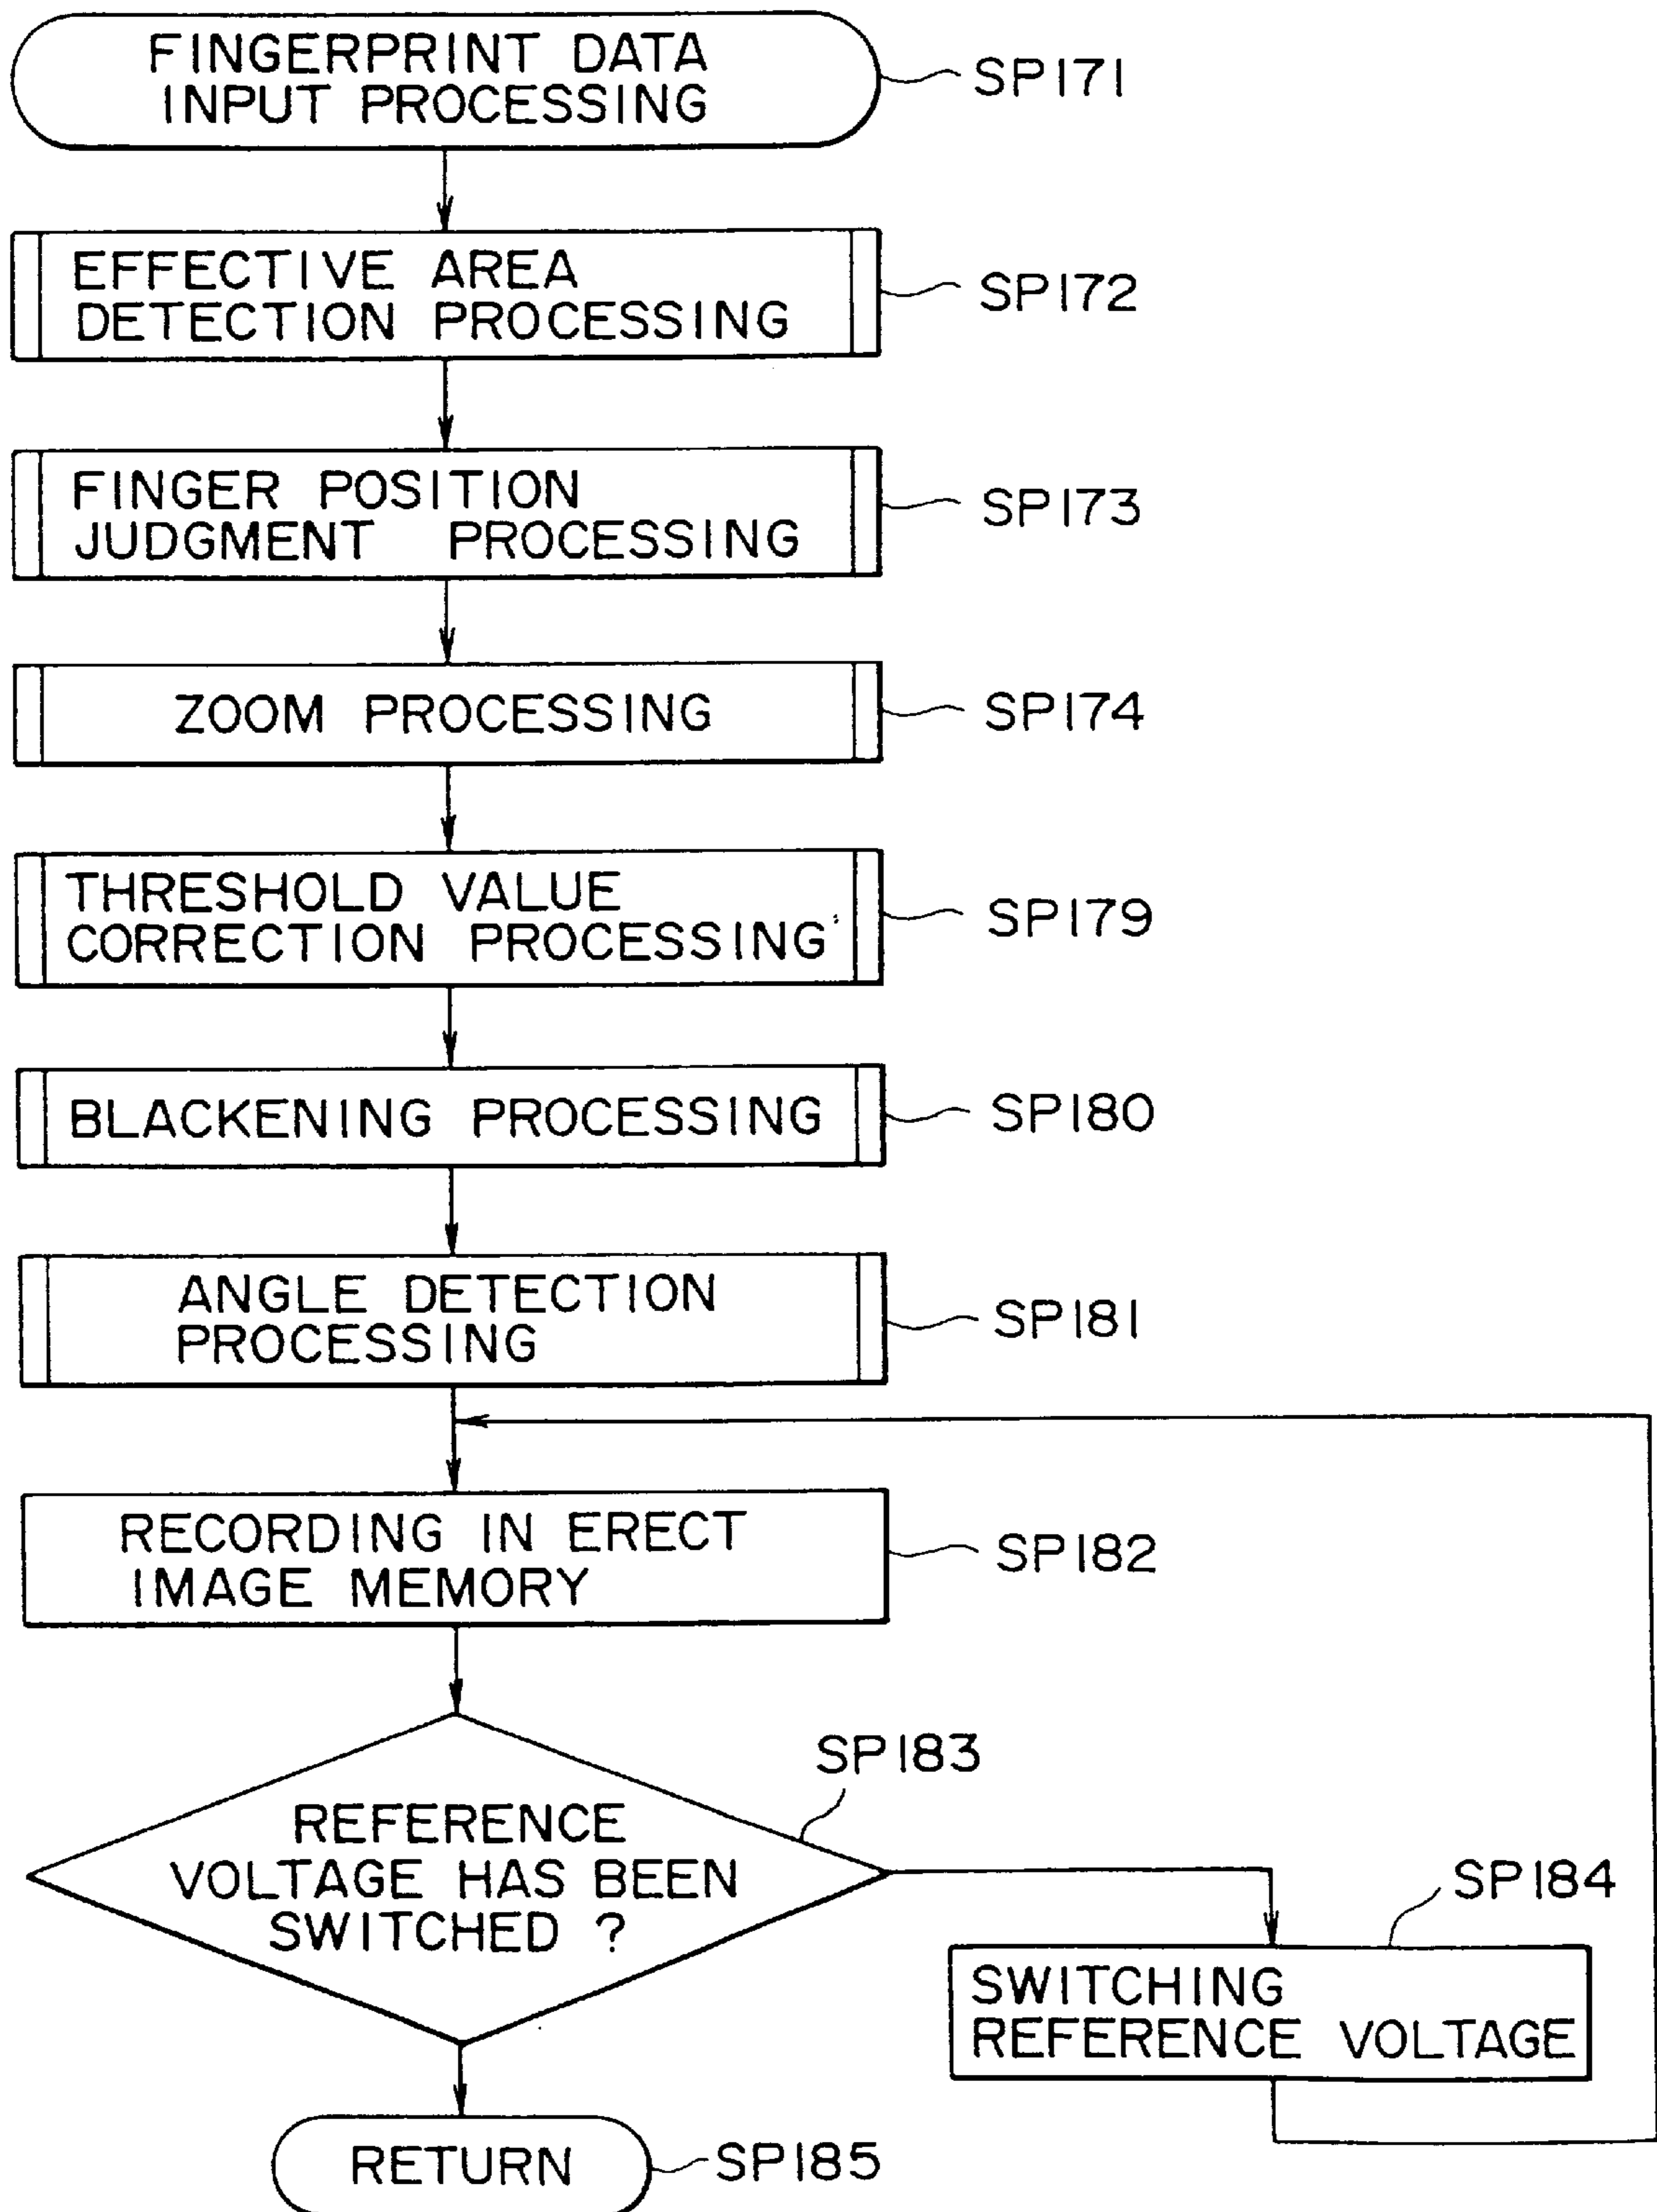 FINGERPRINT DATA
INPUT PROCESSING
SP171
EFFECTIVE AREA
DETECTION PROCESSING
SP172
FINGER POSITION
JUDGMENT PROCESSING
SP173
ZOOM PROCESSING
SP174
THRESHOLD VALUE
CORRECTION PROCESSING
SP179
BLACKENING PROCESSING
SP180
ANGLE DETECTION
PROCESSING
SP181
RECORDING IN ERECT
IMAGE MEMORY
SP182
SP183
REFERENCE
VOLTAGE HAS BEEN
SWITCHED ?
SP184
SWITCHING
REFERENCE VOLTAGE
RETURN
SP185